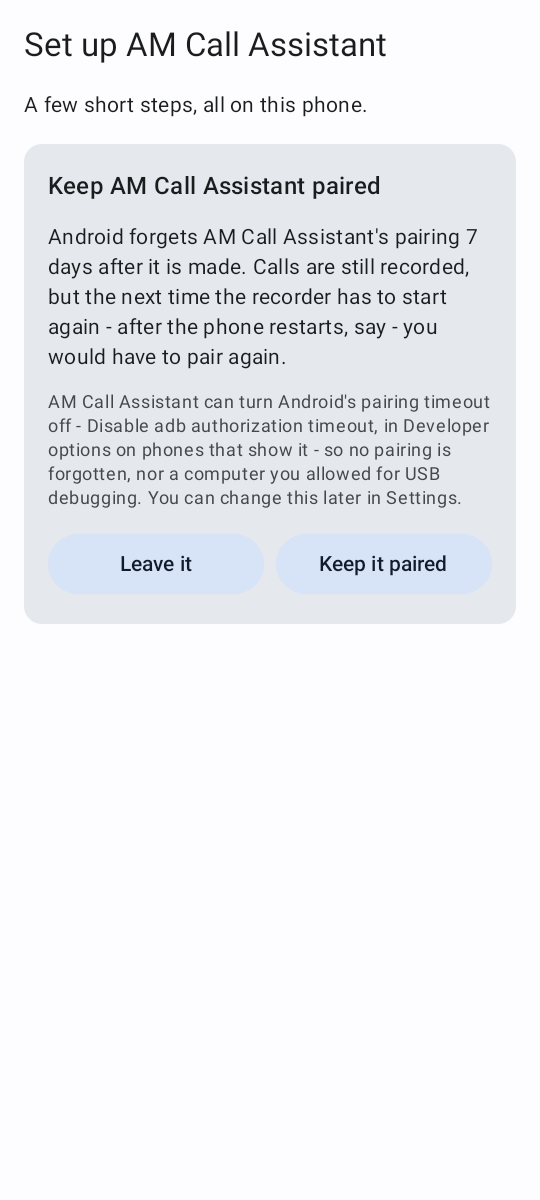 Set up AM Call Assistant
A few short steps, all on this phone.
Keep AM Call Assistant paired
Android forgets AM Call Assistant's pairing 7
days after it is made. Calls are still recorded,
but the next time the recorder has to start
again - after the phone restarts, say - you
would have to pair again.
AM Call Assistant can turn Android's pairing timeout
off - Disable adb authorization timeout, in Developer
options on phones that show it - so no pairing is
forgotten, nor a computer you allowed for USB
debugging. You can change this later in Settings.
Leave it
Keep it paired